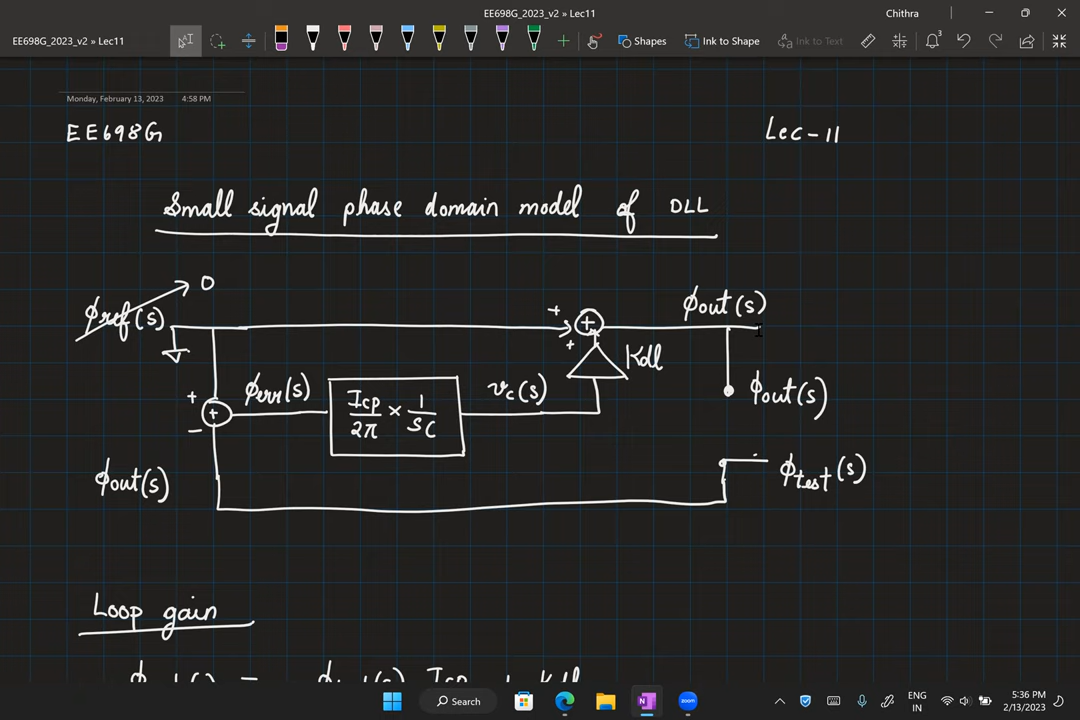 EE698G_2023_v2 » Lec11
Chithra
EE698G_2023_v2 » Lec11
Shapes
Ink to Shape
Ink to Text
3
Monday, February 13, 2023 4:58 PM
EE698G
Lec-11
Small signal phase domain model of DLL
0
ϕref(s)
+
+
+
ϕout(s)
Kdl
+
ϕerr(s)
Icp/2π × 1/SC
vc(s)
ϕout(s)
+
−
ϕout(s)
ϕtest(s)
Loop gain
Search
zoom
ENG
IN
5:36 PM
2/13/2023